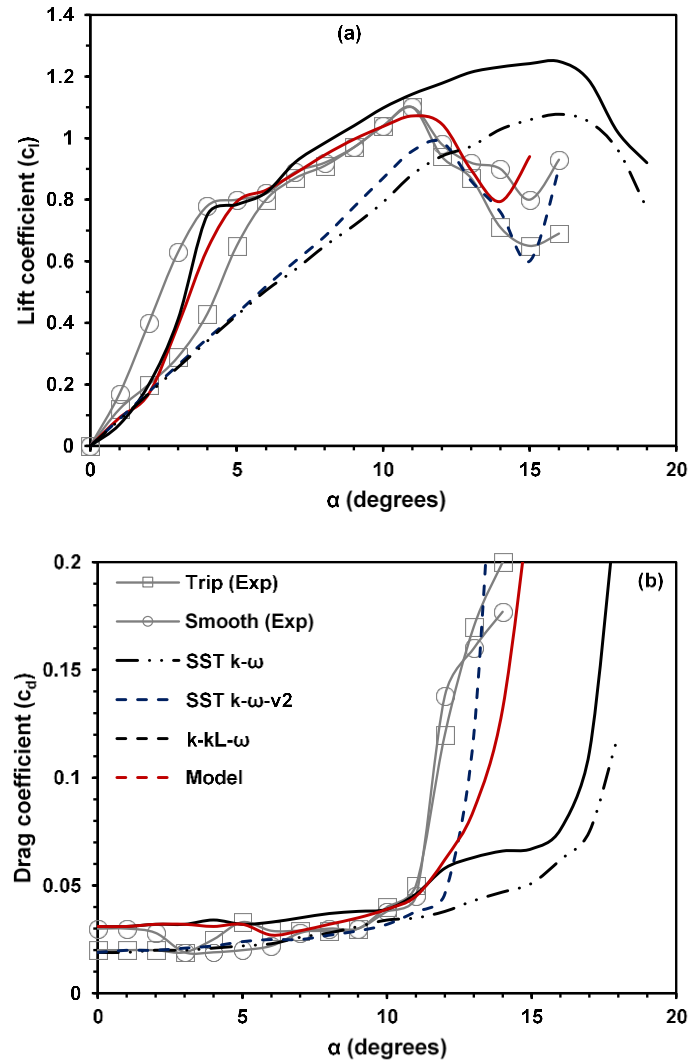 1.4
(a)
1.2
1
0.8
0.6
0.4
0.2
0
0 5 10 15 20
Lift coefficient (cl)
α (degrees)
0.2
(b)
Trip (Exp)
Smooth (Exp)
SST k-ω
SST k-ω-v2
k-kL-ω
Model
0.15
0.1
0.05
0
0 5 10 15 20
Drag coefficient (cd)
α (degrees)